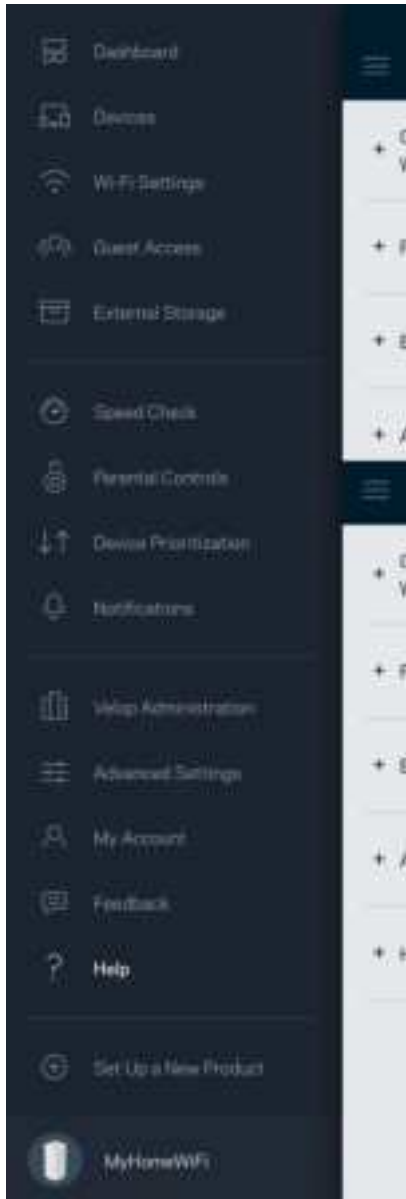 Dashboard
Devices
Wi-Fi Settings
Guest Access
External Storage
Speed Check
Parental Controls
Device Prioritization
Notifications
Velop Administration
Advanced Settings
My Account
Feedback
Help
Set Up a New Product
MyHomeWiFi